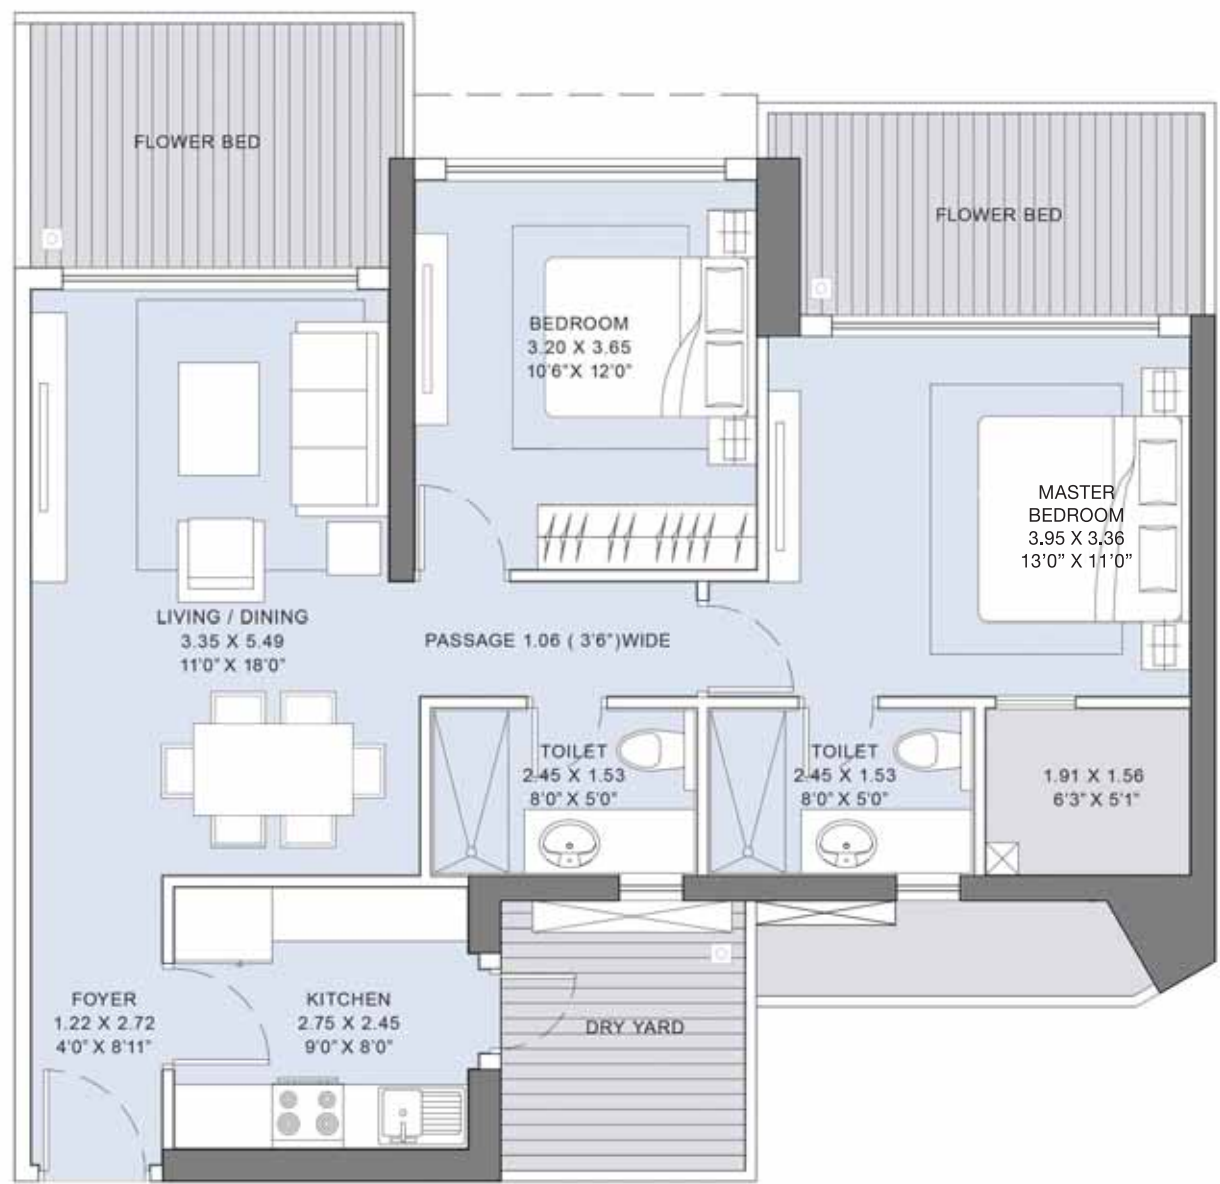 FLOWER BED
FLOWER BED
BEDROOM
3.20 X 3.65
10'6"X 12'0"
MASTER
BEDROOM
3.95 X 3.36
13'0" X 11'0"
LIVING / DINING
3.35 X 5.49
11'0" X 18'0"
PASSAGE 1.06 ( 3'6")WIDE
TOILET
2.45 X 1.53
8'0" X 5'0"
TOILET
2.45 X 1.53
8'0" X 5'0"
1.91 X 1.56
6'3" X 5'1"
FOYER
1.22 X 2.72
4'0" X 8'11"
KITCHEN
2.75 X 2.45
9'0" X 8'0"
DRY YARD